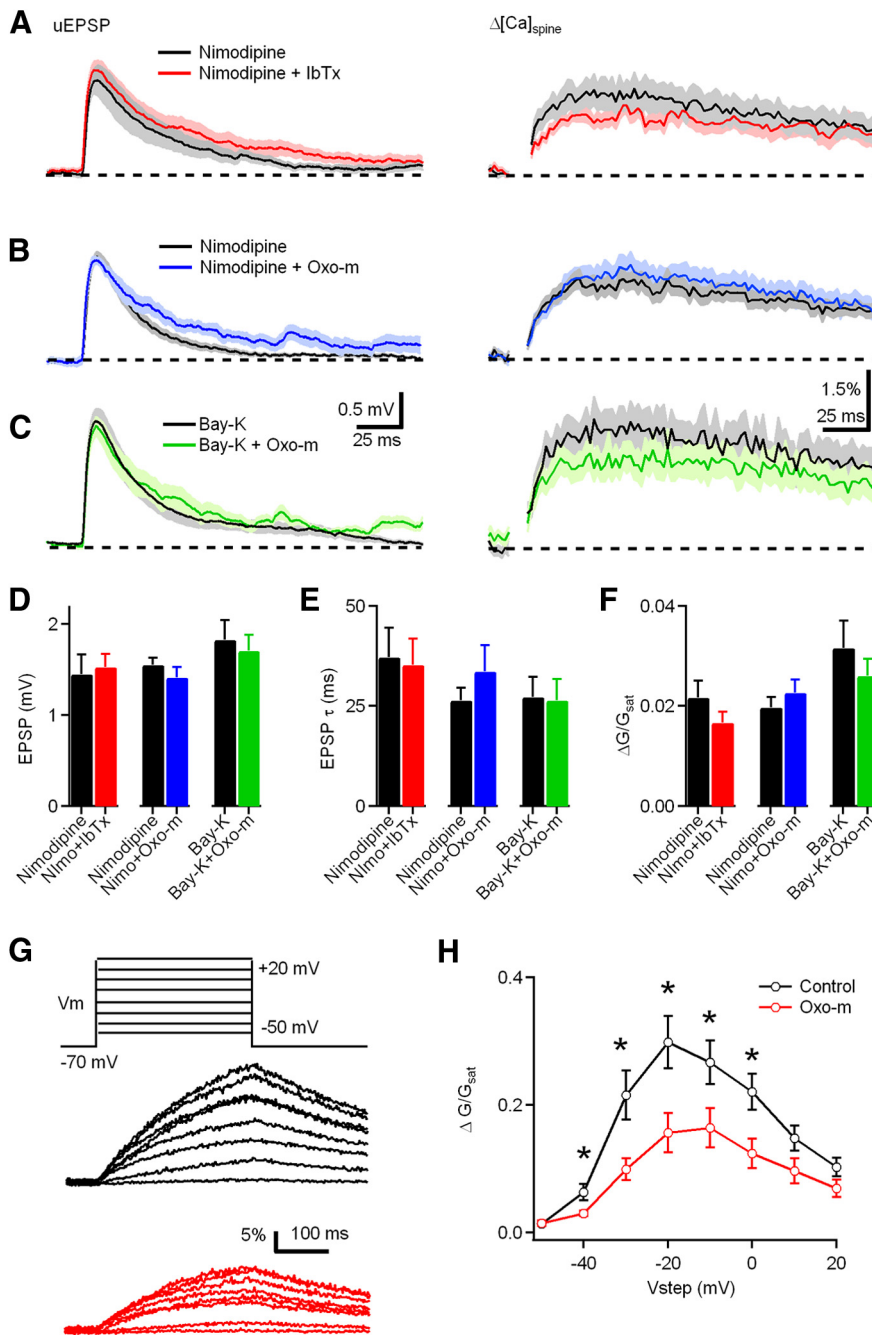 A
uEPSP
Δ[Ca]spine
Nimodipine
Nimodipine + IbTx
B
Nimodipine
Nimodipine + Oxo-m
C
Bay-K
Bay-K + Oxo-m
0.5 mV
25 ms
1.5%
25 ms
D
EPSP (mV)
2
1
0
Nimodipine
NImo+IbTx
Nimodipine
Nimo+Oxo-m
Bay-K
Bay-K+Oxo-m
E
EPSP τ (ms)
50
25
0
Nimodipine
NImo+IbTx
Nimodipine
Nimo+Oxo-m
Bay-K
Bay-K+Oxo-m
F
ΔG/Gsat
0.04
0.02
0.00
Nimodipine
NImo+IbTx
Nimodipine
Nimo+Oxo-m
Bay-K
Bay-K+Oxo-m
G
Vm
+20 mV
-50 mV
-70 mV
5%
100 ms
H
Δ G/Gsat
0.4
0.2
0.0
Control
Oxo-m
*
*
*
*
*
-40
-20
0
20
Vstep (mV)